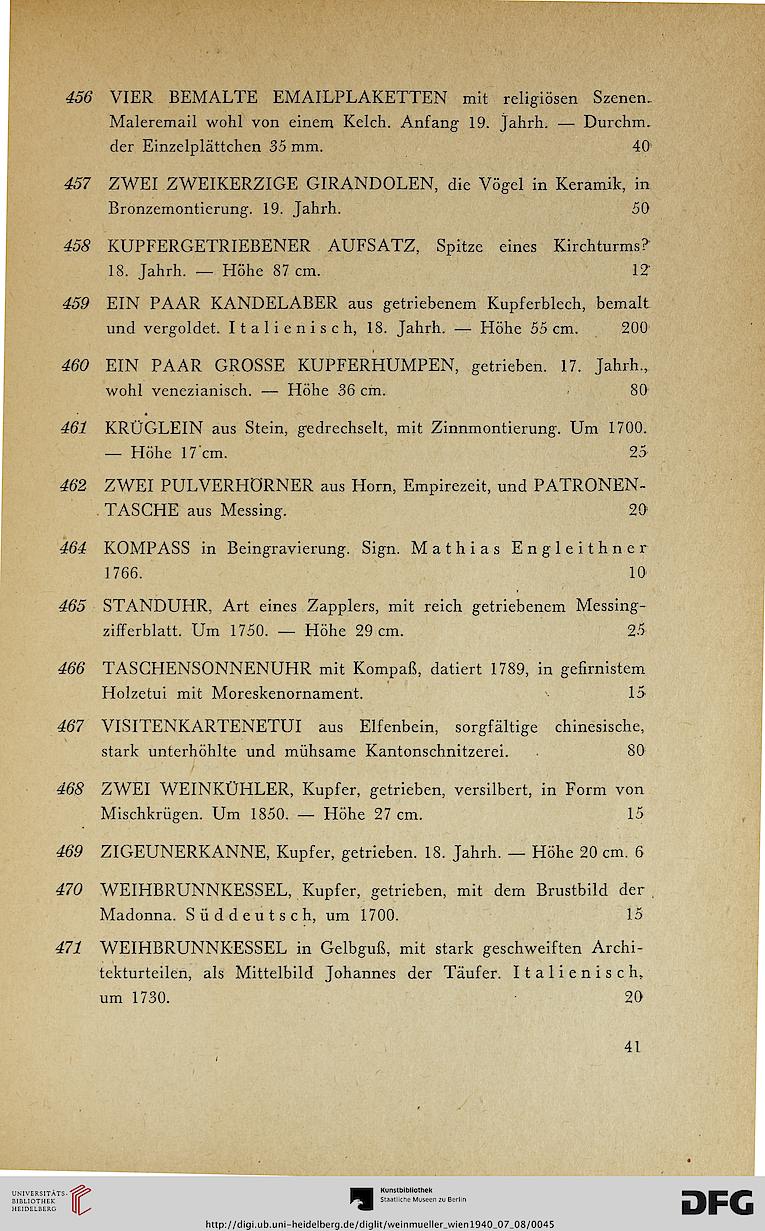 456 VIER BEMALTE EMAILPLAKETTEN mit religiösen Szenen.
Maleremail wohl von einem Kelch. Anfang 19. Jahrh. — Durchm.
der Einzelplättchen 35 mm. 40
457 ZWEI ZWEIKERZIGE GIRANDOLEN, die Vögel in Keramik, in
Bronzemontierung. 19. Jahrh. 50
458 KUPFERGETRIEBENER AUFSATZ, Spitze eines Kirchturms?
18. Jahrh. — Höhe 87 cm. 12
459 EIN PAAR KANDELABER aus getriebenem Kupferblech, bemalt
und vergoldet. Italienisch, 18. Jahrh. — Höhe 55 cm. 200
460 EIN PAAR GROSSE KUPFERHUMPEN, getrieben. 17. Jahrh.,
wohl venezianisch. — Höhe 36 cm. 80
461 KRÜGLEIN aus Stein, gedrechselt, mit Zinnmontierung. Um 1700.
— Höhe 17 cm. 25
462 ZWEI PULVERHÖRNER aus Horn, Empirezeit, und PATRONEN-
TASCHE aus Messing. 20
464 KOMPASS in Beingravierung. Sign. Mathias Engleithner
1766. 10
465 STANDUHR, Art eines Zapplers, mit reich getriebenem Messing-
zifferblatt. Um 1750. — Höhe 29 cm. 25
466 TASCHENSONNENUHR mit Kompaß, datiert 1789, in gefirnistem
Holzetui mit Moreskenornament. 15
467 VISITENKARTENETUI aus Elfenbein, sorgfältige chinesische,
stark unterhöhlte und mühsame Kantonschnitzerei. 80
468 ZWEI WEINKÜHLER, Kupfer, getrieben, versilbert, in Form von
Mischkrügen. Um 1850. — Höhe 27 cm. 15
469 ZIGEUNERKANNE, Kupfer, getrieben. 18. Jahrh. — Höhe 20 cm. 6
470 WEIHBRUNNKESSEL, Kupfer, getrieben, mit dem Brustbild der
Madonna. Süddeutsch, um 1700. 15
471 WEIHBRUNNKESSEL in Gelbguß, mit stark geschweiften Archi-
tekturteilen, als Mittelbild Johannes der Täufer. Italienisch,
um 1730. 20
41
UNIVERSITÄTS-
BIBLIOTHEK
HEIDELBERG
Kunstbibliothek
Staatliche Museen zu Berlin
DFG
http://digi.ub.uni-heidelberg.de/diglit/weinmueller_wien1940_07_08/0045